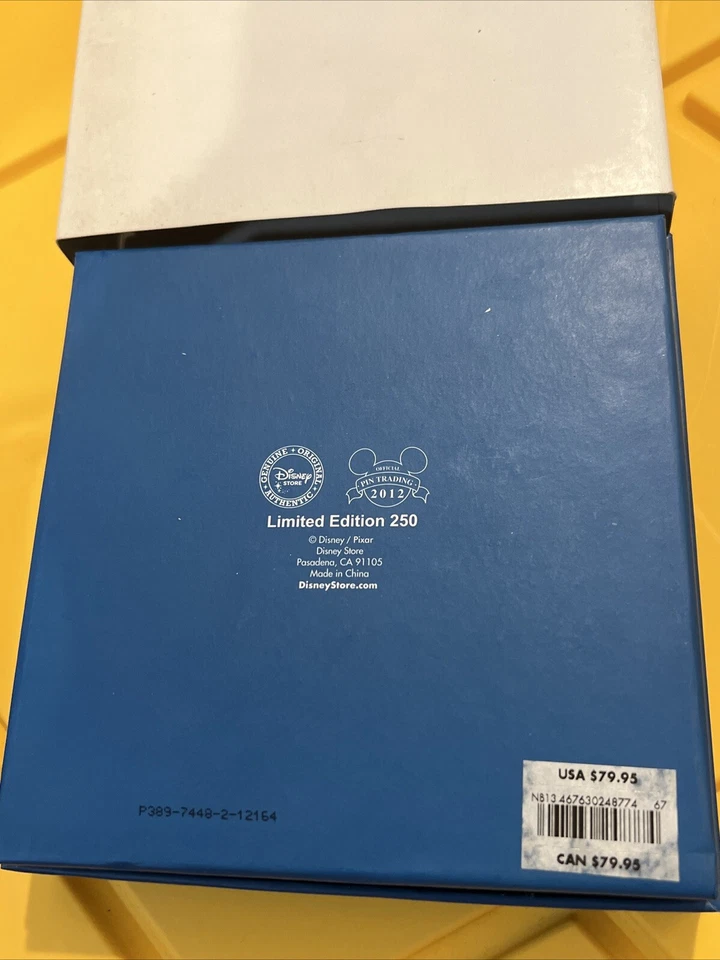 GENUINE • ORIGINAL • AUTHENTIC
Disney
STORE
OFFICIAL
PIN TRADING
2012
Limited Edition 250
© Disney / Pixar
Disney Store
Pasadena, CA 91105
Made in China
DisneyStore.com
P389-7448-2-12164
USA $79.95
NB13 467630248774 67
CAN $79.95